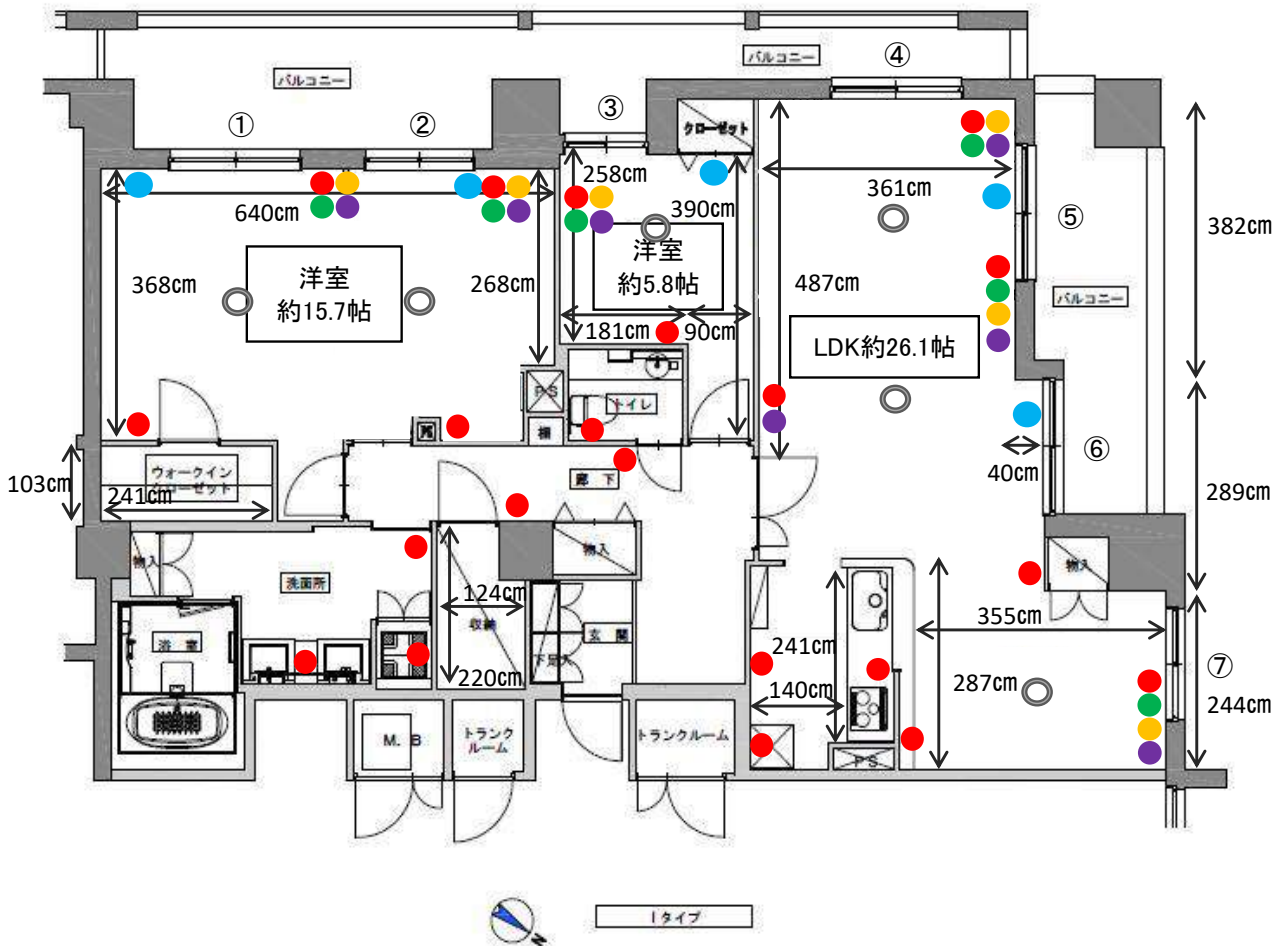 バルコニー
バルコニー
④
③
①
②
クローゼット
258cm
361cm
640cm
390cm
⑤
382cm
洋室
約15.7帖
洋室
約5.8帖
368cm
268cm
487cm
バルコニー
181cm
90cm
LDK約26.1帖
PS
トイレ
棚
40cm
⑥
289cm
103cm
ウォークイン
クローゼット
241cm
廊下
物入
洗面所
物入
物入
124cm
収納
355cm
浴室
玄関
下足入
241cm
⑦
220cm
287cm
244cm
140cm
M.B
トランク
ルーム
トランクルーム
PS
N
Iタイプ